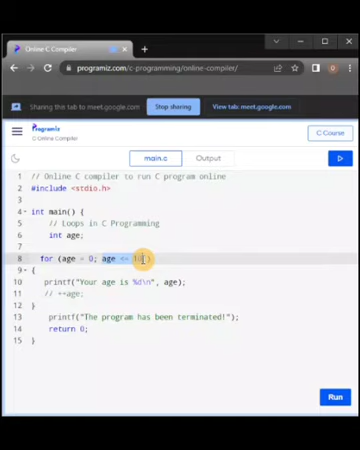 Online C Compiler
programiz.com/c-programming/online-compiler/
Sharing this tab to meet.google.com
Stop sharing
View tab: meet.google.com
Programiz
C Online Compiler
C Course
main.c
Output
1 // Online C compiler to run C program online
2 #include <stdio.h>
3
4 int main() {
5 // Loops in C Programming
6 int age;
7
8 for (age = 0; age <= 10)
9 {
10 printf("Your age is %d\n", age);
11 // ++age;
12 }
13 printf("The program has been terminated!");
14 return 0;
15 }
Run